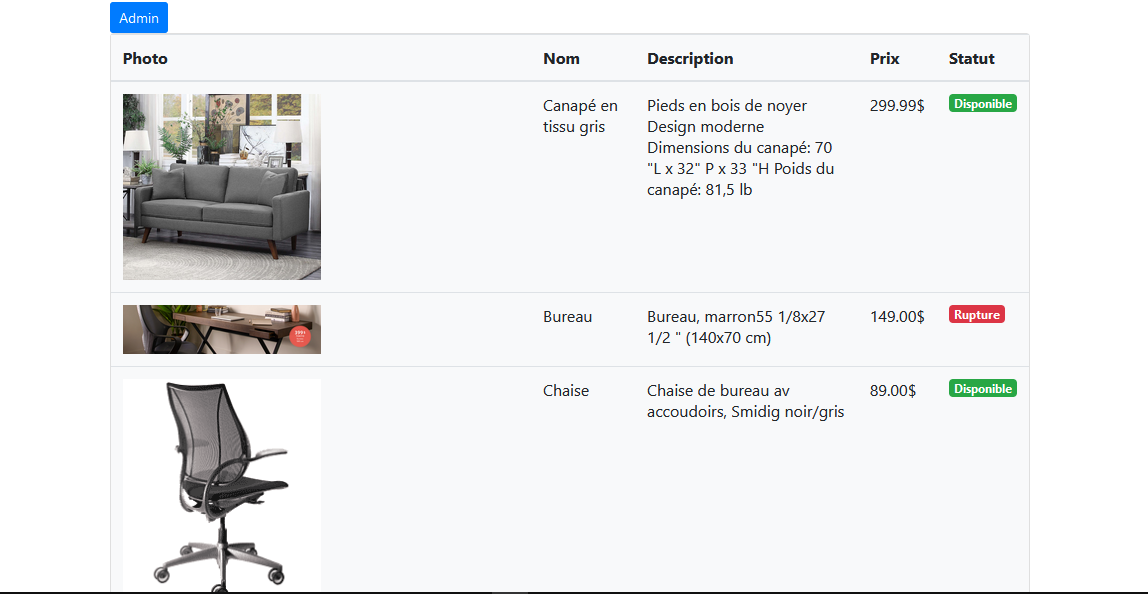 Admin
Photo Nom Description Prix Statut
Canapé en
tissu gris
Pieds en bois de noyer
Design moderne
Dimensions du canapé: 70
"L x 32" P x 33 "H Poids du
canapé: 81,5 lb
299.99$
Disponible
Bureau
Bureau, marron55 1/8x27
1/2 " (140x70 cm)
149.00$
Rupture
Chaise
Chaise de bureau av
accoudoirs, Smidig noir/gris
89.00$
Disponible